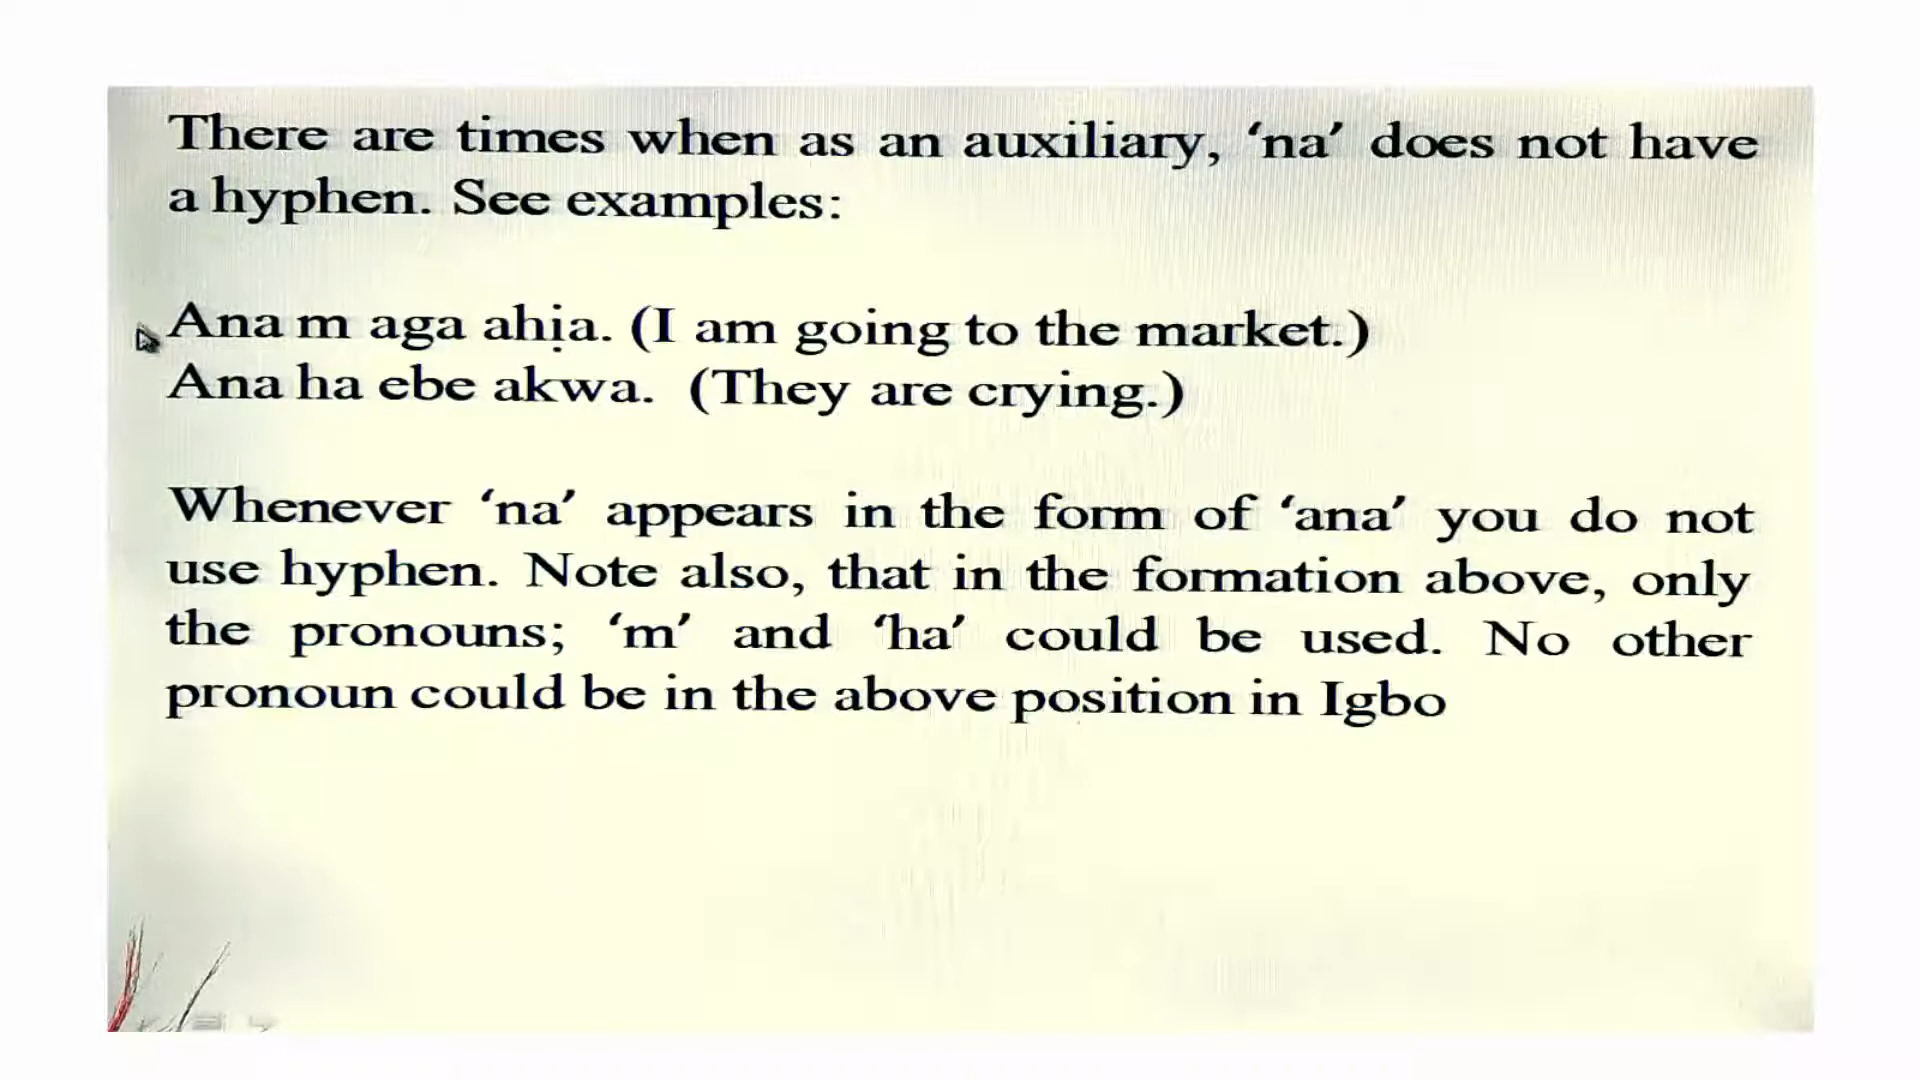 There are times when as an auxiliary, ‘na’ does not have
a hyphen. See examples:
Ana m aga ahịa. (I am going to the market.)
Ana ha ebe akwa. (They are crying.)
Whenever ‘na’ appears in the form of ‘ana’ you do not
use hyphen. Note also, that in the formation above, only
the pronouns; ‘m’ and ‘ha’ could be used. No other
pronoun could be in the above position in Igbo